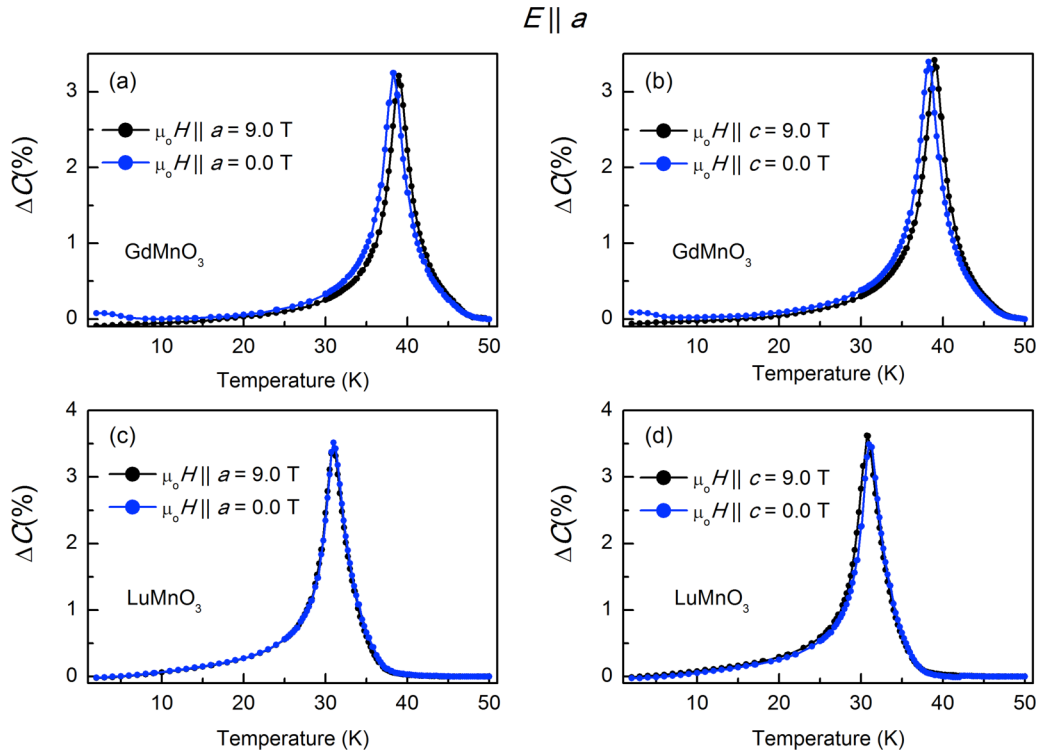 E || a
(a)
μₒH || a = 9.0 T
μₒH || a = 0.0 T
GdMnO₃
ΔC(%)
3
2
1
0
10 20 30 40 50
Temperature (K)
(b)
μₒH || c = 9.0 T
μₒH || c = 0.0 T
GdMnO₃
ΔC(%)
3
2
1
0
10 20 30 40 50
Temperature (K)
(c)
μₒH || a = 9.0 T
μₒH || a = 0.0 T
LuMnO₃
ΔC(%)
4
3
2
1
0
10 20 30 40 50
Temperature (K)
(d)
μₒH || c = 9.0 T
μₒH || c = 0.0 T
LuMnO₃
ΔC(%)
4
3
2
1
0
10 20 30 40 50
Temperature (K)